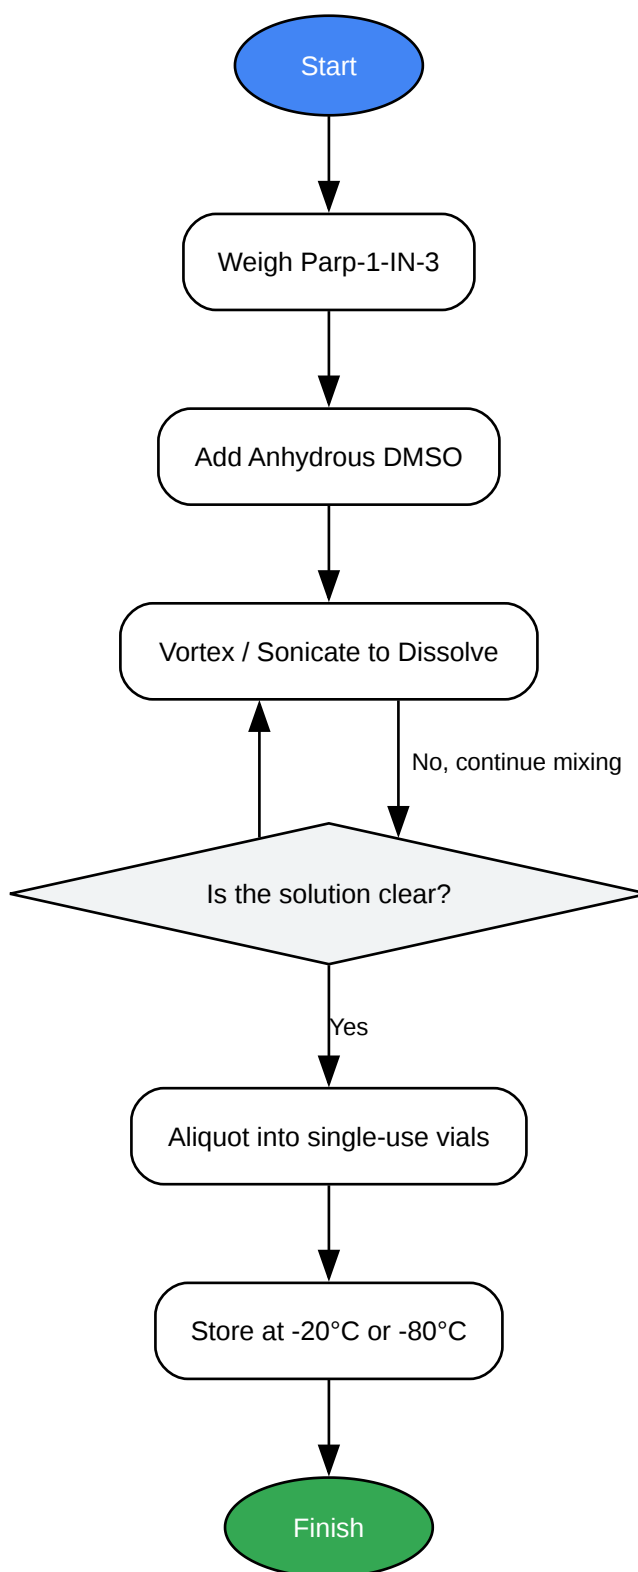 Start
Weigh Parp-1-IN-3
Add Anhydrous DMSO
Vortex / Sonicate to Dissolve
No, continue mixing
Is the solution clear?
Yes
Aliquot into single-use vials
Store at -20°C or -80°C
Finish